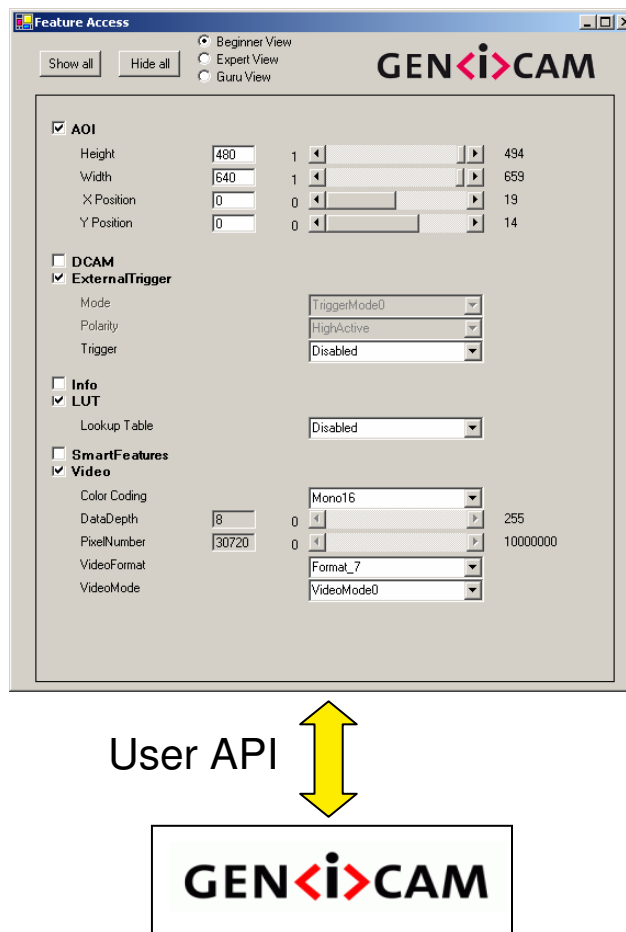 Feature Access
Show all Hide all
Beginner View
Expert View
Guru View
GEN<i>CAM
AOI
Height 480 1 494
Width 640 1 659
X Position 0 0 19
Y Position 0 0 14
DCAM
ExternalTrigger
Mode TriggerMode0
Polarity HighActive
Trigger Disabled
Info
LUT
Lookup Table Disabled
SmartFeatures
Video
Color Coding Mono16
DataDepth 8 0 255
PixelNumber 30720 0 10000000
VideoFormat Format_7
VideoMode VideoMode0
User API
GEN<i>CAM